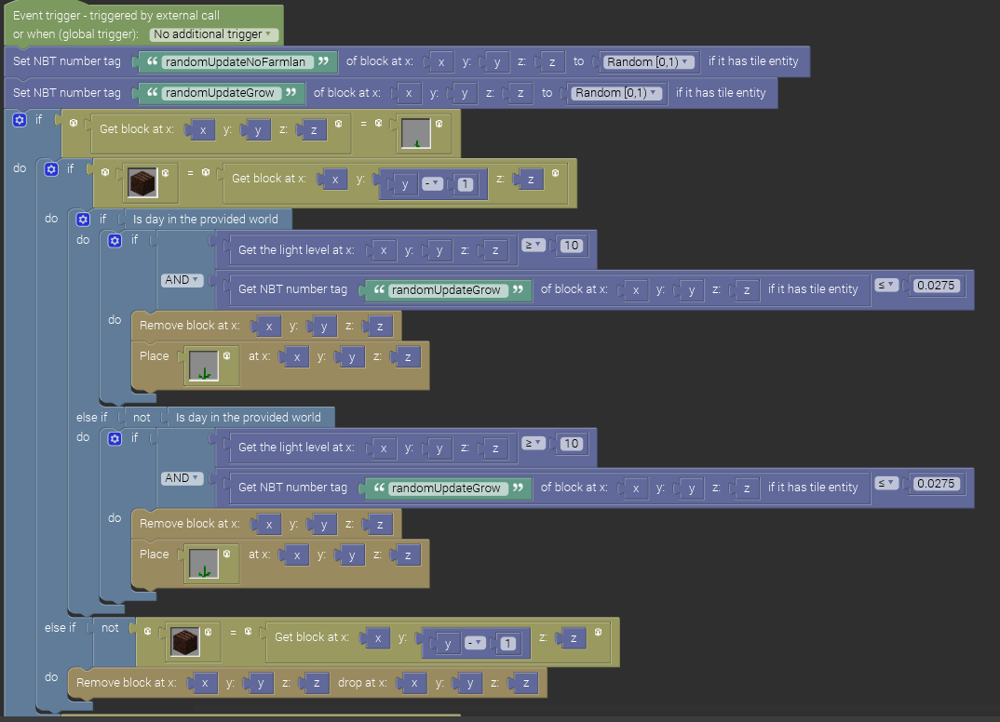 Event trigger - triggered by external call
or when (global trigger): No additional trigger
Set NBT number tag “ randomUpdateNoFarmlan ” of block at x: x y: y z: z to Random [0,1) if it has tile entity
Set NBT number tag “ randomUpdateGrow ” of block at x: x y: y z: z to Random [0,1) if it has tile entity
if Get block at x: x y: y z: z =
do if = Get block at x: x y: y - 1 z: z
do if Is day in the provided world
do if Get the light level at x: x y: y z: z ≥ 10
AND Get NBT number tag “ randomUpdateGrow ” of block at x: x y: y z: z if it has tile entity ≤ 0.0275
do Remove block at x: x y: y z: z
Place at x: x y: y z: z
else if not Is day in the provided world
do if Get the light level at x: x y: y z: z ≥ 10
AND Get NBT number tag “ randomUpdateGrow ” of block at x: x y: y z: z if it has tile entity ≤ 0.0275
do Remove block at x: x y: y z: z
Place at x: x y: y z: z
else if not = Get block at x: x y: y - 1 z: z
do Remove block at x: x y: y z: z drop at x: x y: y z: z